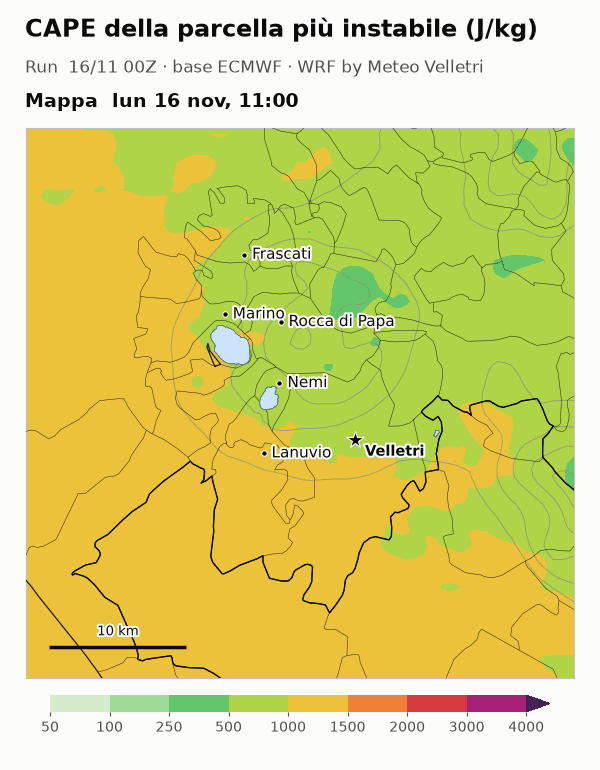 CAPE della parcella più instabile (J/kg)
Run  16/11 00Z · base ECMWF · WRF by Meteo Velletri
Mappa  lun 16 nov, 11:00
Frascati
Marino
Rocca di Papa
Nemi
Velletri
Lanuvio
10 km
50 100 250 500 1000 1500 2000 3000 4000